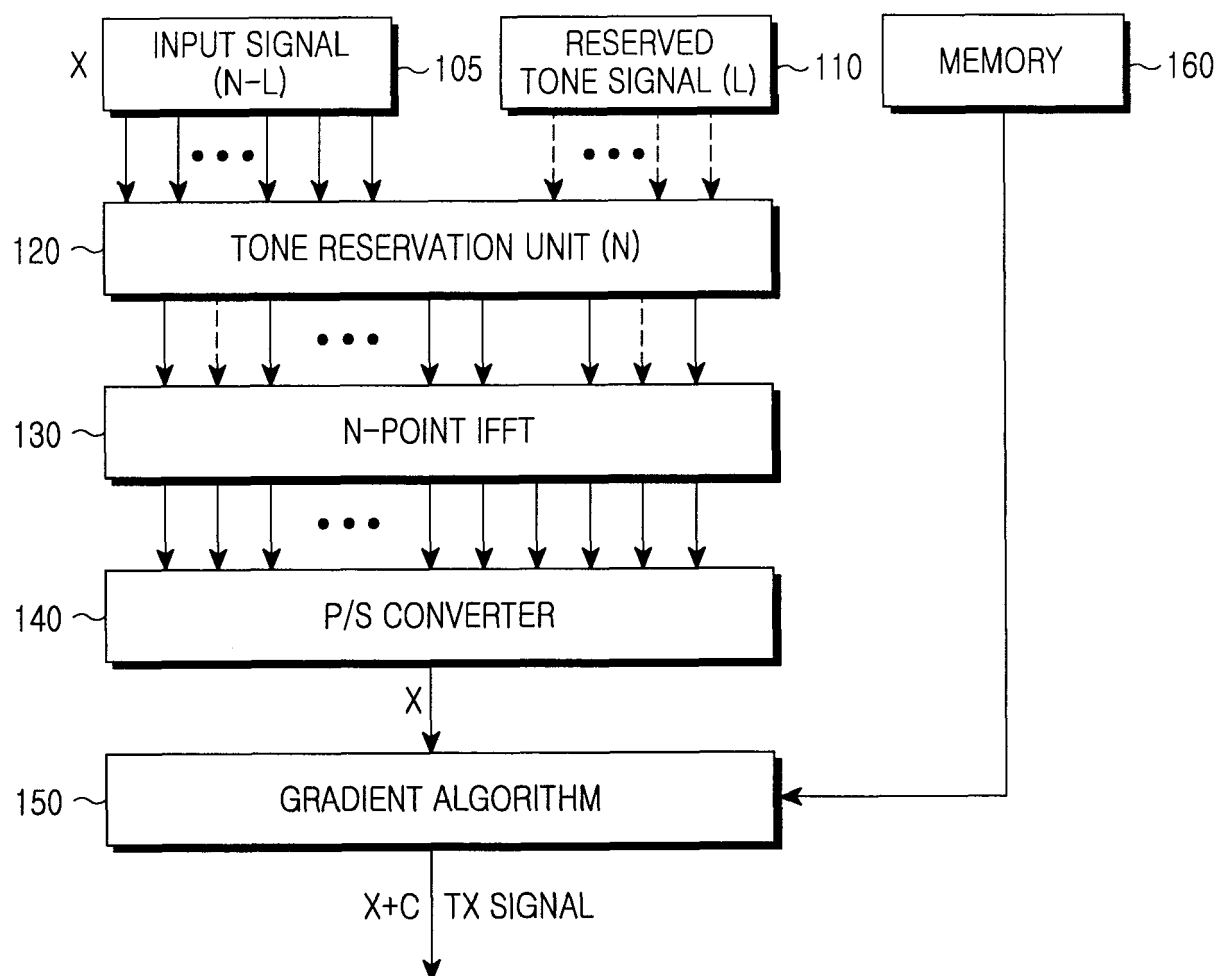 X
INPUT SIGNAL
(N-L)
105
RESERVED
TONE SIGNAL (L)
110
MEMORY
160
120
TONE RESERVATION UNIT (N)
130
N-POINT IFFT
140
P/S CONVERTER
X
150
GRADIENT ALGORITHM
X+C TX SIGNAL